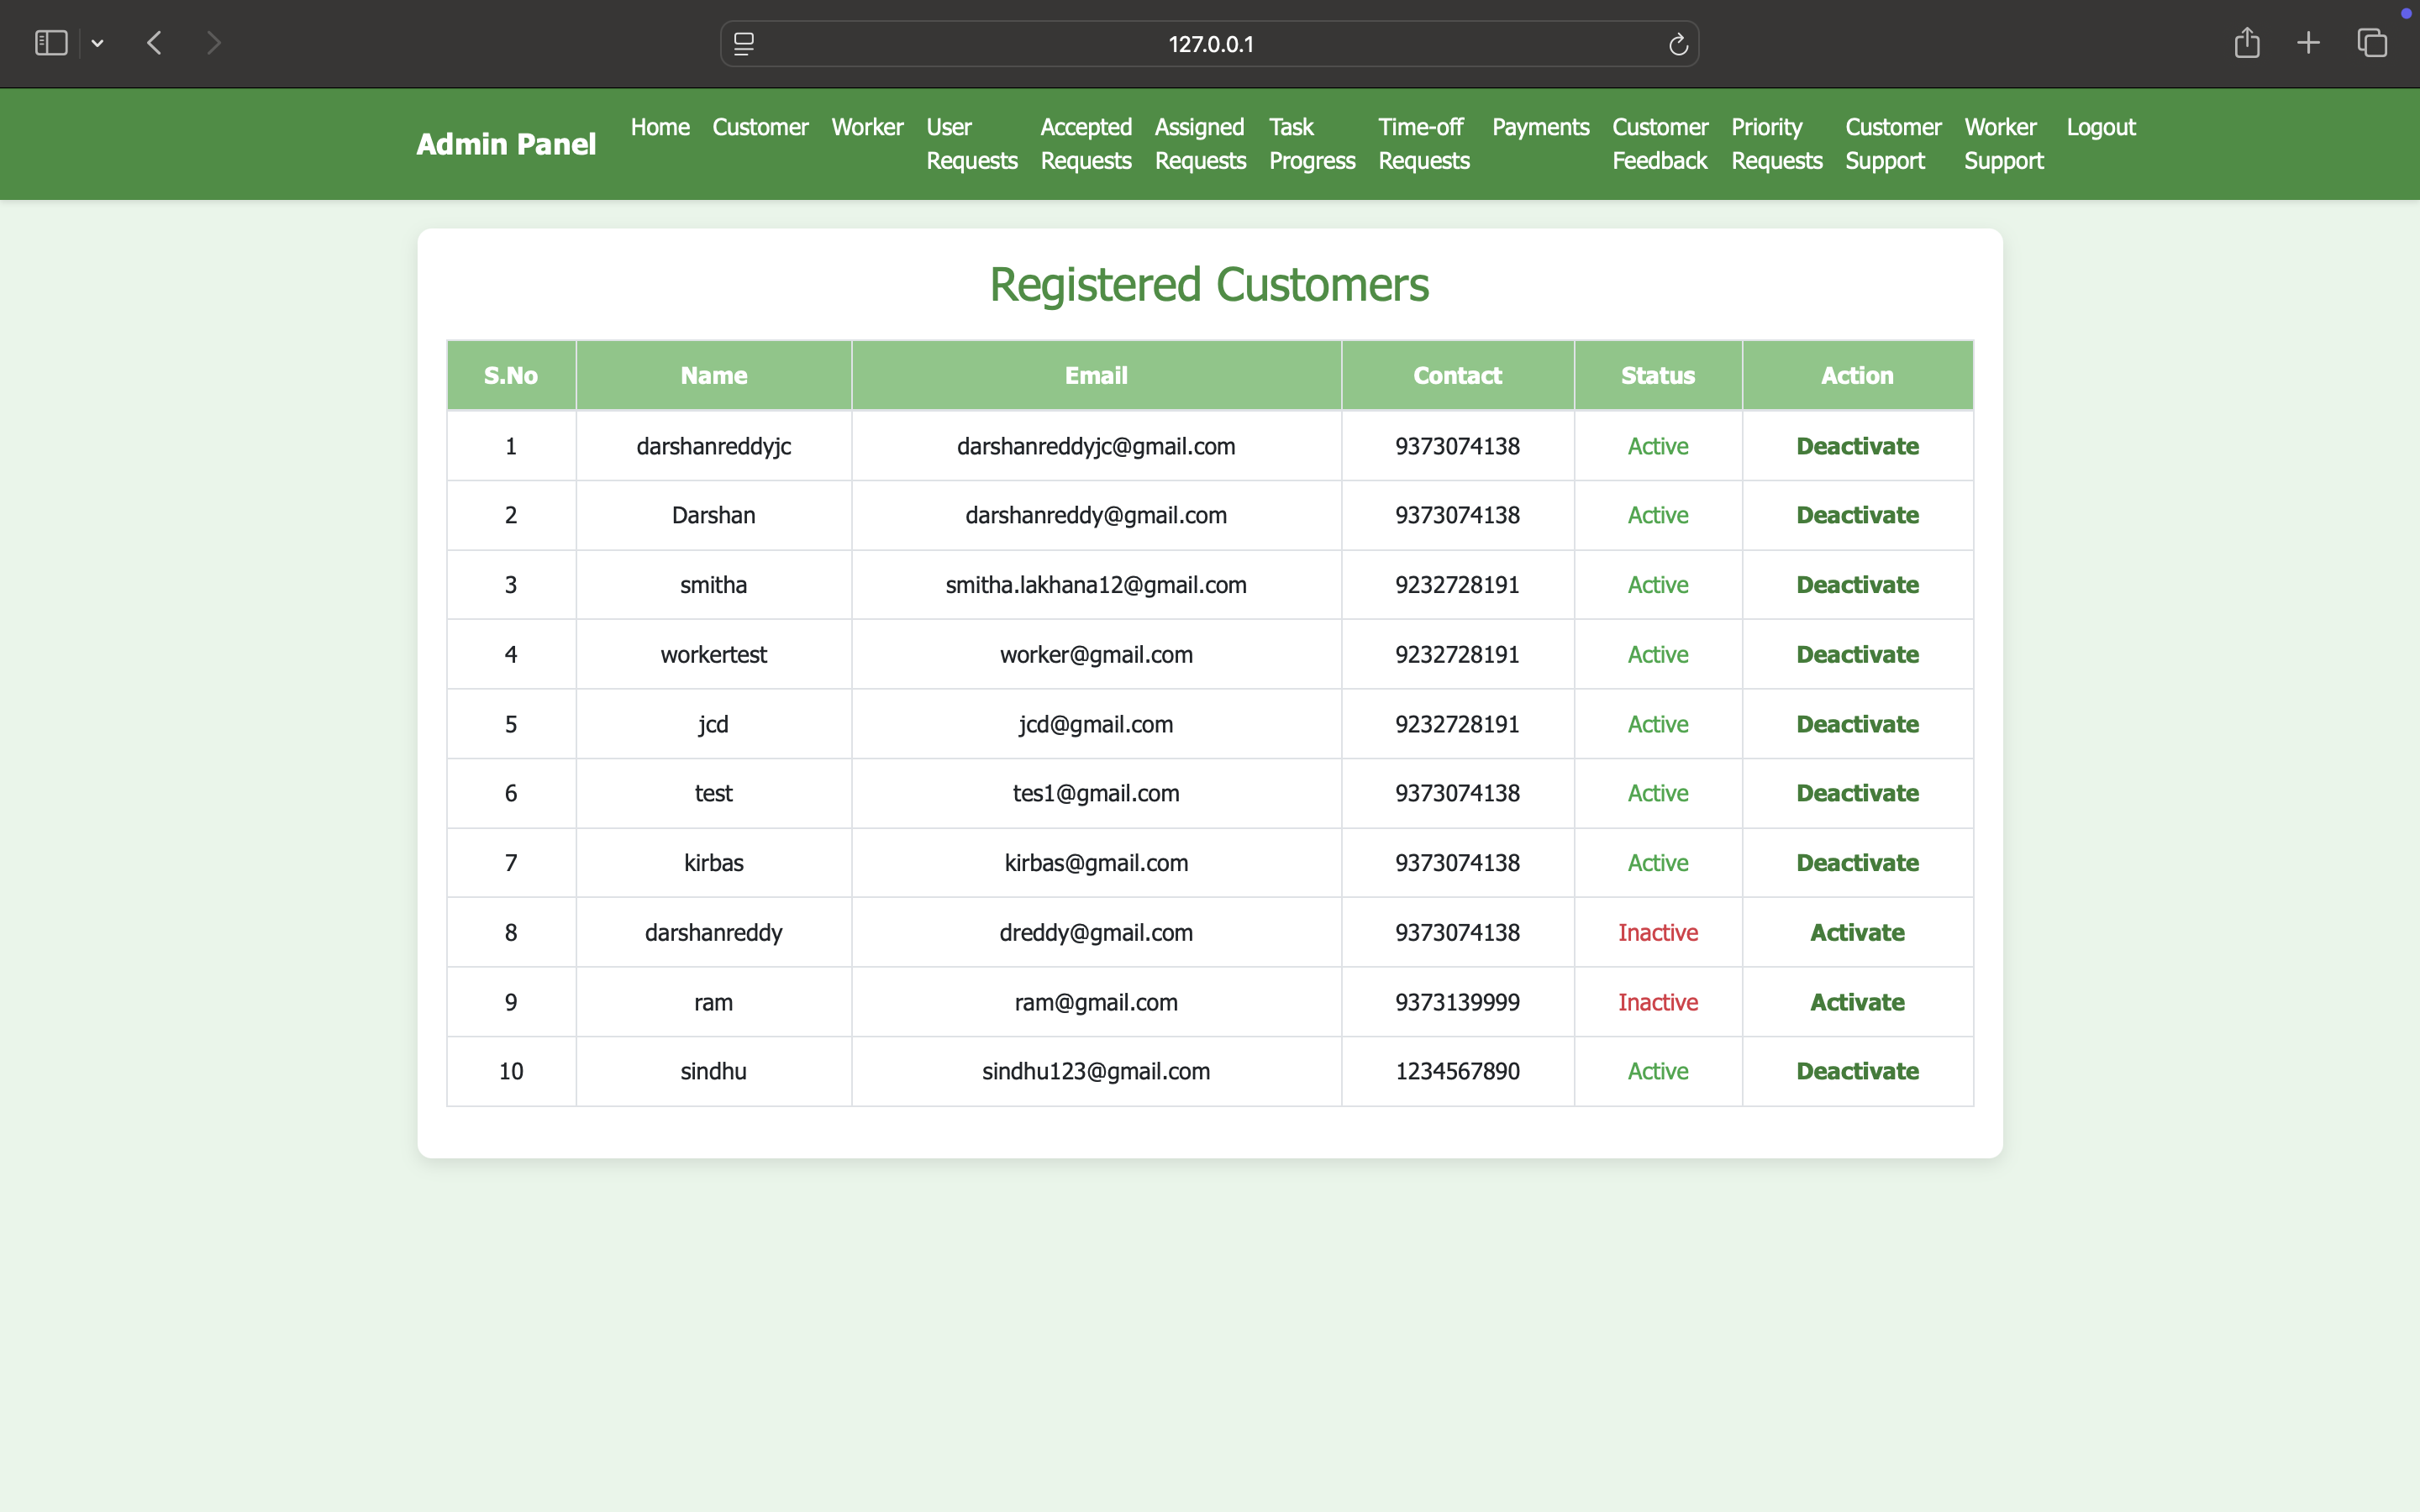 127.0.0.1
Admin Panel
Home Customer Worker User Requests Accepted Requests Assigned Requests Task Progress Time-off Requests Payments Customer Feedback Priority Requests Customer Support Worker Support Logout
Registered Customers
S.No Name Email Contact Status Action
1 darshanreddyjc darshanreddyjc@gmail.com 9373074138 Active Deactivate
2 Darshan darshanreddy@gmail.com 9373074138 Active Deactivate
3 smitha smitha.lakhana12@gmail.com 9232728191 Active Deactivate
4 workertest worker@gmail.com 9232728191 Active Deactivate
5 jcd jcd@gmail.com 9232728191 Active Deactivate
6 test tes1@gmail.com 9373074138 Active Deactivate
7 kirbas kirbas@gmail.com 9373074138 Active Deactivate
8 darshanreddy dreddy@gmail.com 9373074138 Inactive Activate
9 ram ram@gmail.com 9373139999 Inactive Activate
10 sindhu sindhu123@gmail.com 1234567890 Active Deactivate